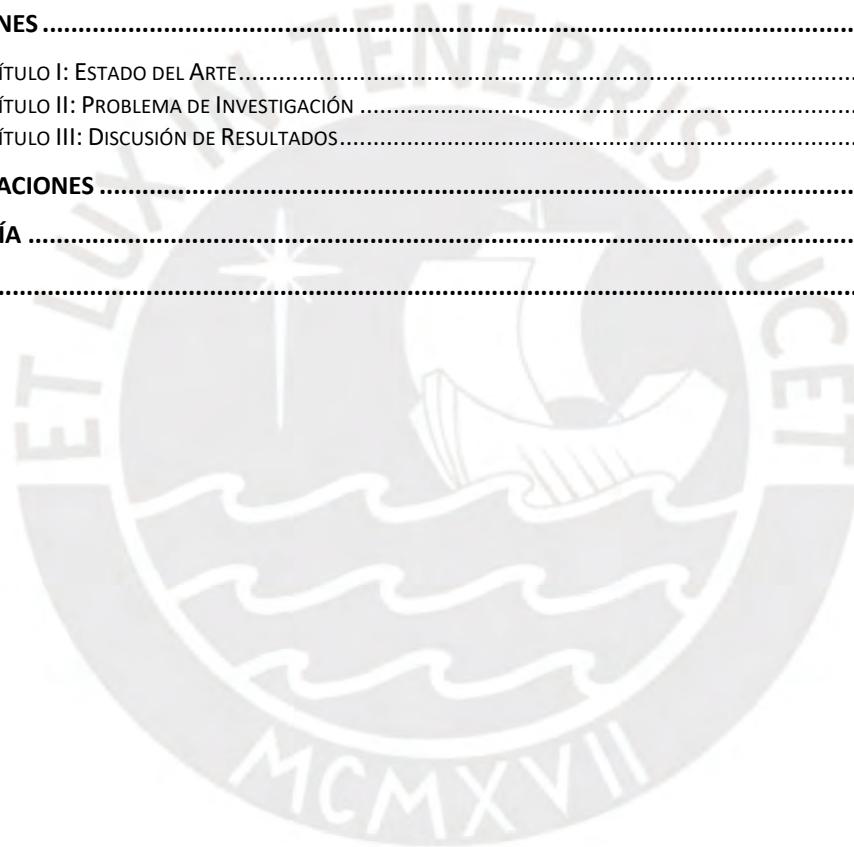 NES ........................................................................................................................
ÍTULO I: ESTADO DEL ARTE ........................................................................................
ÍTULO II: PROBLEMA DE INVESTIGACIÓN ....................................................................
ÍTULO III: DISCUSIÓN DE RESULTADOS ........................................................................
ACIONES ................................................................................................................
ÍA ............................................................................................................................
................................................................................................................................
ET LUX IN TENEBRIS LUCET
MCMXVII